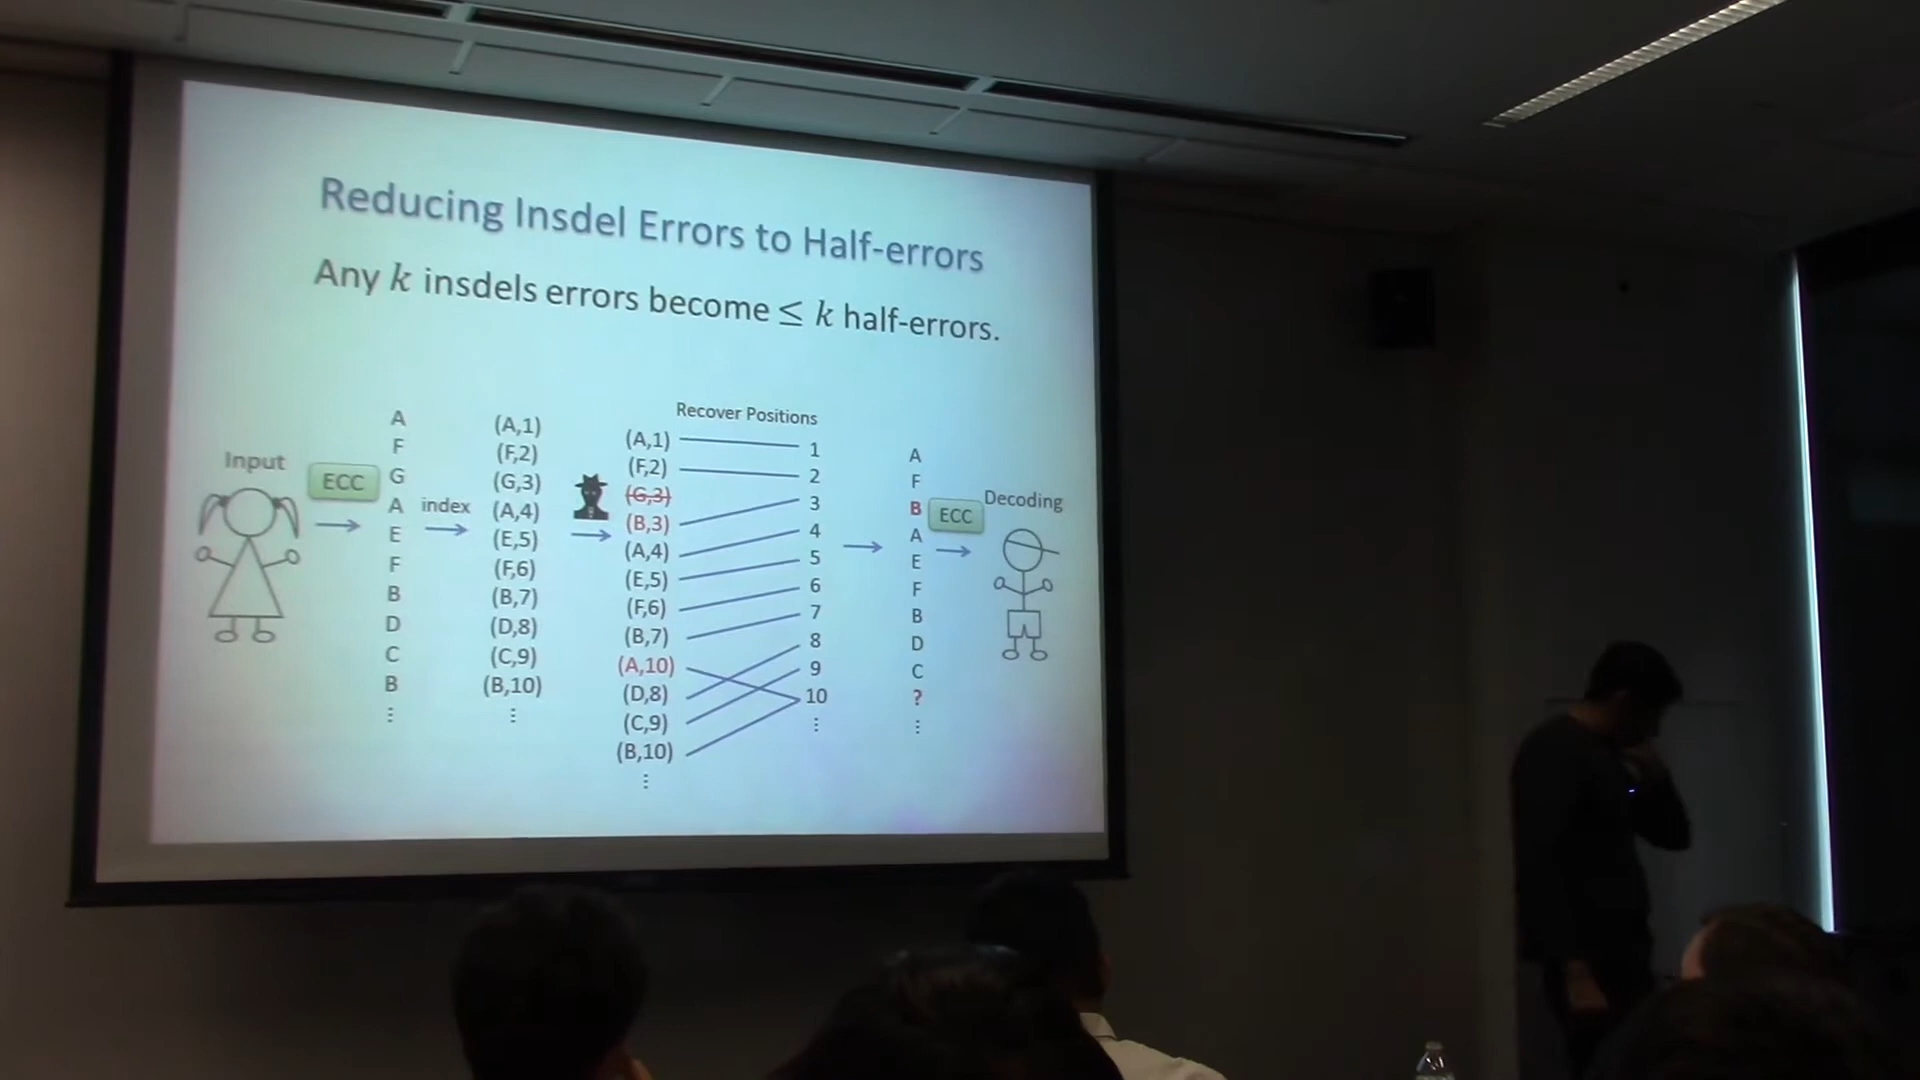 Reducing Insdel Errors to Half-errors
Any k insdels errors become ≤ k half-errors.
Input
ECC
A
F
G
A
E
F
B
D
C
B
⋮
index
(A,1)
(F,2)
(G,3)
(A,4)
(E,5)
(F,6)
(B,7)
(D,8)
(C,9)
(B,10)
⋮
Recover Positions
(A,1)
(F,2)
(G,3)
(B,3)
(A,4)
(E,5)
(F,6)
(B,7)
(A,10)
(D,8)
(C,9)
(B,10)
⋮
1
2
3
4
5
6
7
8
9
10
⋮
A
F
B
A
E
F
B
D
C
?
⋮
ECC
Decoding